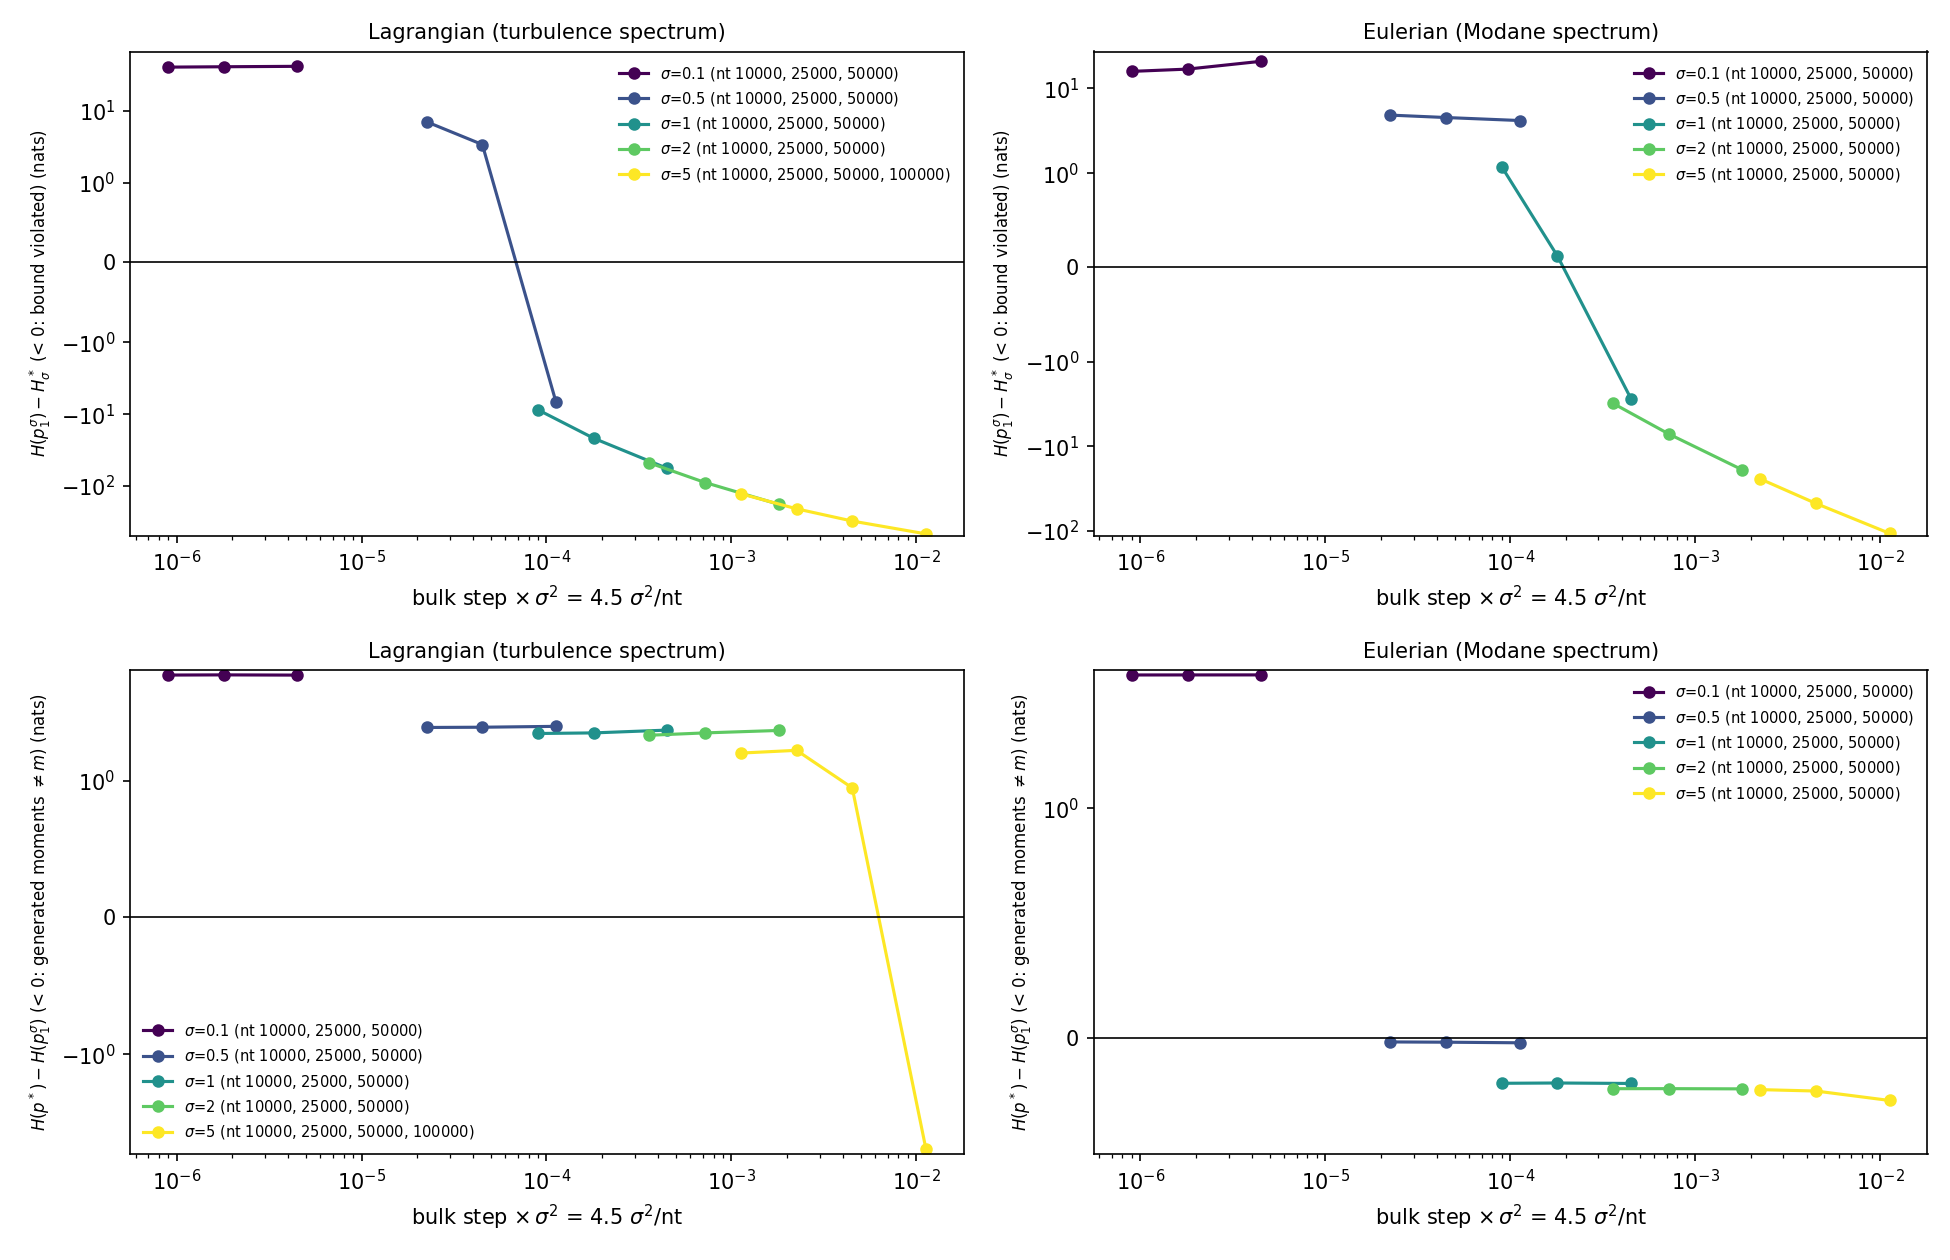 Lagrangian (turbulence spectrum)
H(p₁^σ) − H_σ^* (< 0: bound violated) (nats)
10¹
10⁰
0
−10⁰
−10¹
−10²
σ=0.1 (nt 10000, 25000, 50000)
σ=0.5 (nt 10000, 25000, 50000)
σ=1 (nt 10000, 25000, 50000)
σ=2 (nt 10000, 25000, 50000)
σ=5 (nt 10000, 25000, 50000, 100000)
10⁻⁶ 10⁻⁵ 10⁻⁴ 10⁻³ 10⁻²
bulk step × σ² = 4.5 σ²/nt
Eulerian (Modane spectrum)
H(p₁^σ) − H_σ^* (< 0: bound violated) (nats)
10¹
10⁰
0
−10⁰
−10¹
−10²
σ=0.1 (nt 10000, 25000, 50000)
σ=0.5 (nt 10000, 25000, 50000)
σ=1 (nt 10000, 25000, 50000)
σ=2 (nt 10000, 25000, 50000)
σ=5 (nt 10000, 25000, 50000)
10⁻⁶ 10⁻⁵ 10⁻⁴ 10⁻³ 10⁻²
bulk step × σ² = 4.5 σ²/nt
Lagrangian (turbulence spectrum)
H(p^*) − H(p₁^σ) (< 0: generated moments ≠ m) (nats)
10⁰
0
−10⁰
σ=0.1 (nt 10000, 25000, 50000)
σ=0.5 (nt 10000, 25000, 50000)
σ=1 (nt 10000, 25000, 50000)
σ=2 (nt 10000, 25000, 50000)
σ=5 (nt 10000, 25000, 50000, 100000)
10⁻⁶ 10⁻⁵ 10⁻⁴ 10⁻³ 10⁻²
bulk step × σ² = 4.5 σ²/nt
Eulerian (Modane spectrum)
H(p^*) − H(p₁^σ) (< 0: generated moments ≠ m) (nats)
10⁰
0
σ=0.1 (nt 10000, 25000, 50000)
σ=0.5 (nt 10000, 25000, 50000)
σ=1 (nt 10000, 25000, 50000)
σ=2 (nt 10000, 25000, 50000)
σ=5 (nt 10000, 25000, 50000)
10⁻⁶ 10⁻⁵ 10⁻⁴ 10⁻³ 10⁻²
bulk step × σ² = 4.5 σ²/nt